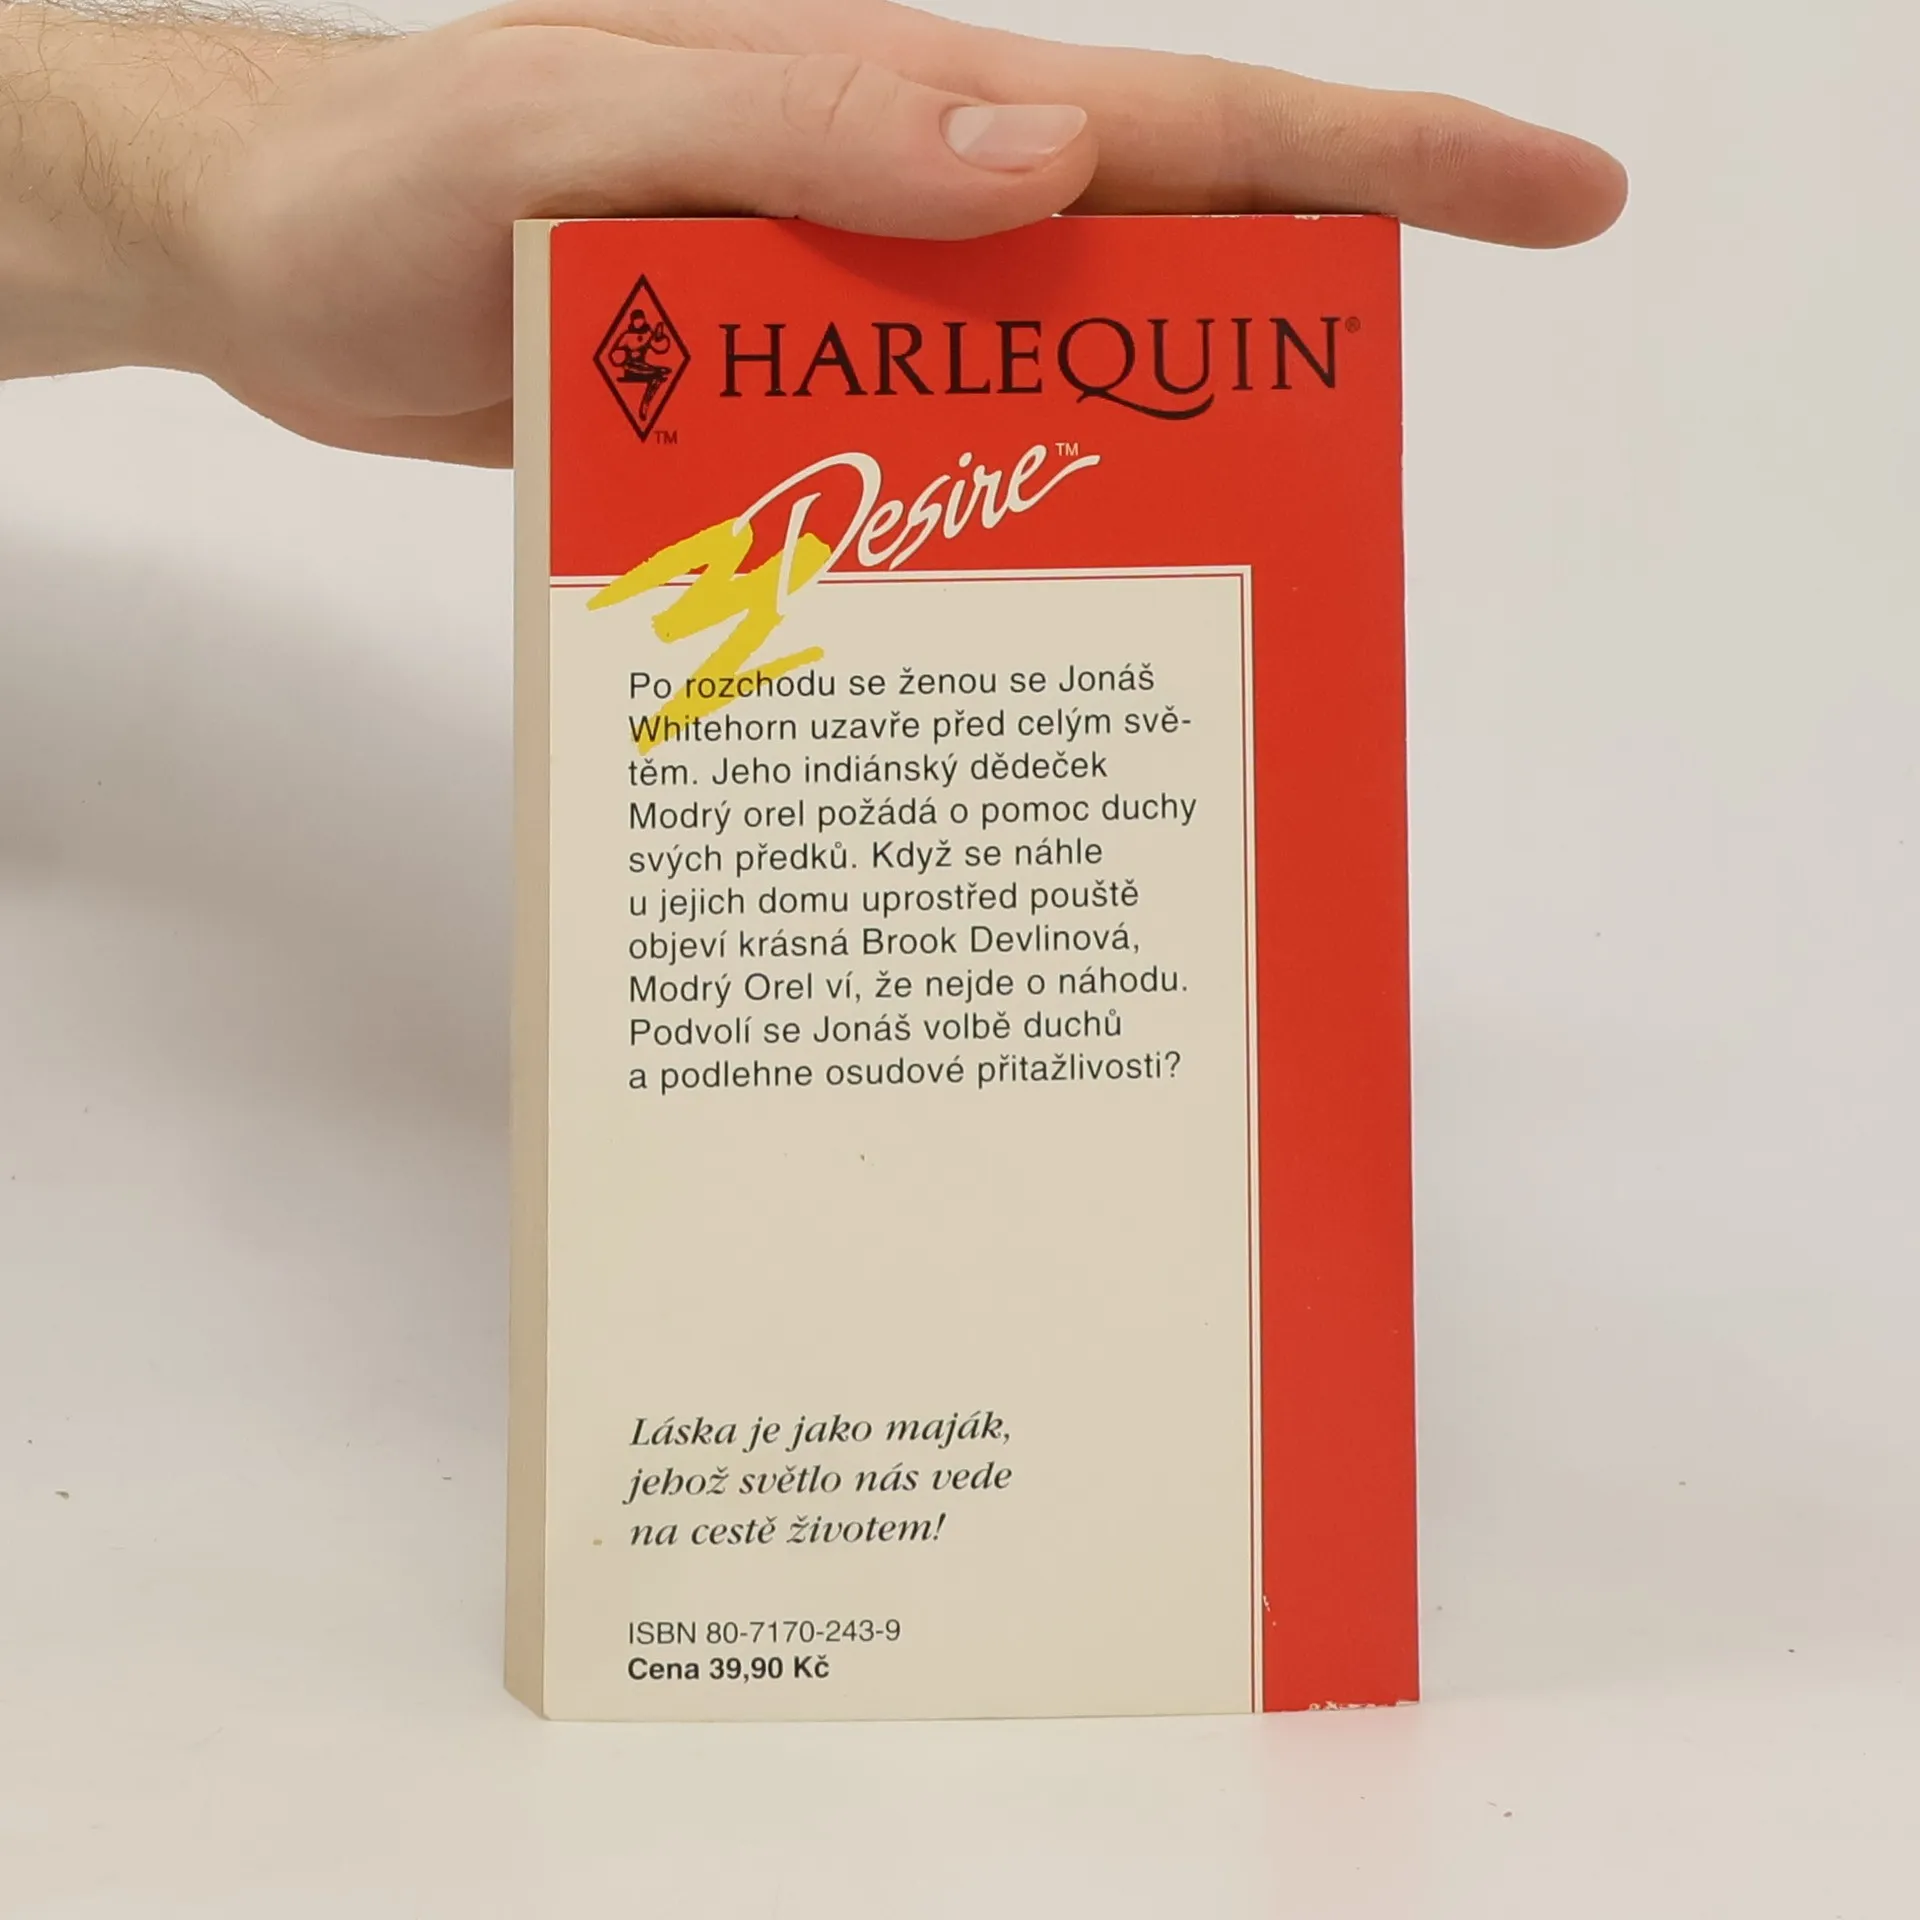 HARLEQUIN®
TM
Desire™
Po rozchodu se ženou se Jonáš
Whitehorn uzavře před celým svě-
těm. Jeho indiánský dědeček
Modrý orel požádá o pomoc duchy
svých předků. Když se náhle
u jejich domu uprostřed pouště
objeví krásná Brook Devlinová,
Modrý Orel ví, že nejde o náhodu.
Podvolí se Jonáš volbě duchů
a podlehne osudové přitažlivosti?
Láska je jako maják,
jehož světlo nás vede
na cestě životem!
ISBN 80-7170-243-9
Cena 39,90 Kč